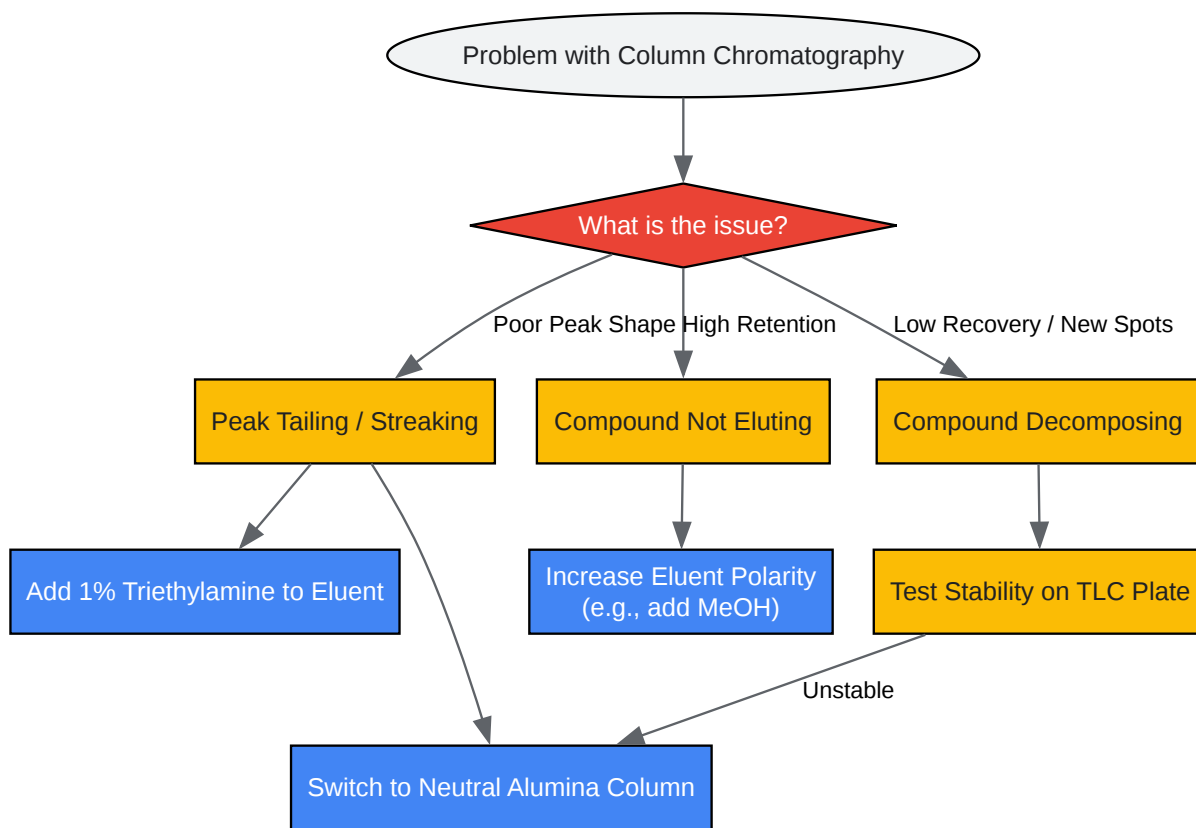 Problem with Column Chromatography
What is the issue?
Poor Peak Shape
High Retention
Low Recovery / New Spots
Peak Tailing / Streaking
Compound Not Eluting
Compound Decomposing
Add 1% Triethylamine to Eluent
Increase Eluent Polarity
(e.g., add MeOH)
Test Stability on TLC Plate
Unstable
Switch to Neutral Alumina Column